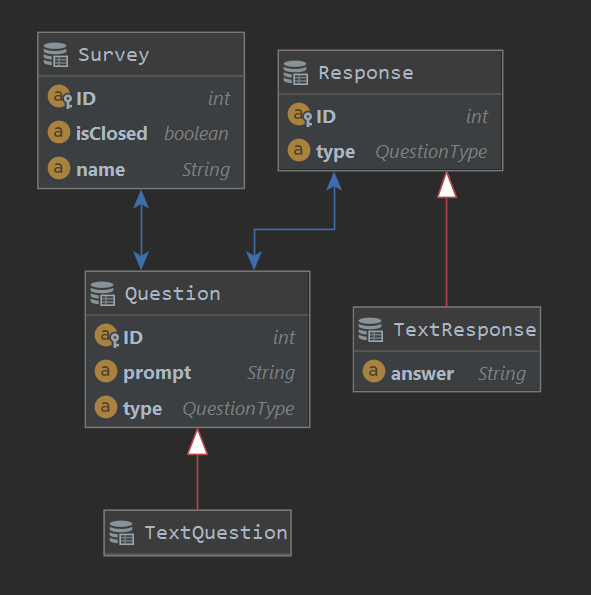 Survey
ID int
isClosed boolean
name String
Response
ID int
type QuestionType
Question
ID int
prompt String
type QuestionType
TextResponse
answer String
TextQuestion